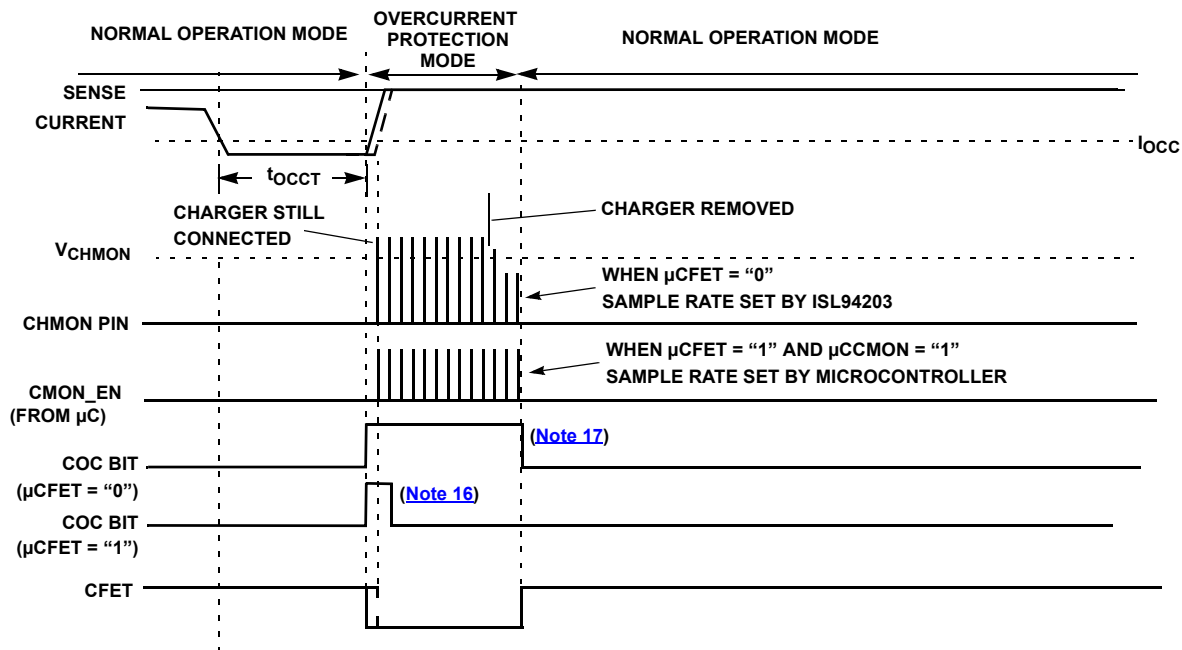 NORMAL OPERATION MODE
OVERCURRENT
PROTECTION
MODE
NORMAL OPERATION MODE
SENSE
CURRENT
IOCC
tOCCT
CHARGER STILL
CONNECTED
CHARGER REMOVED
VCHMON
WHEN µCFET = “0”
SAMPLE RATE SET BY ISL94203
CHMON PIN
WHEN µCFET = “1” AND µCCMON = “1”
SAMPLE RATE SET BY MICROCONTROLLER
CMON_EN
(FROM µC)
(Note 17)
COC BIT
(µCFET = “0”)
(Note 16)
COC BIT
(µCFET = “1”)
CFET